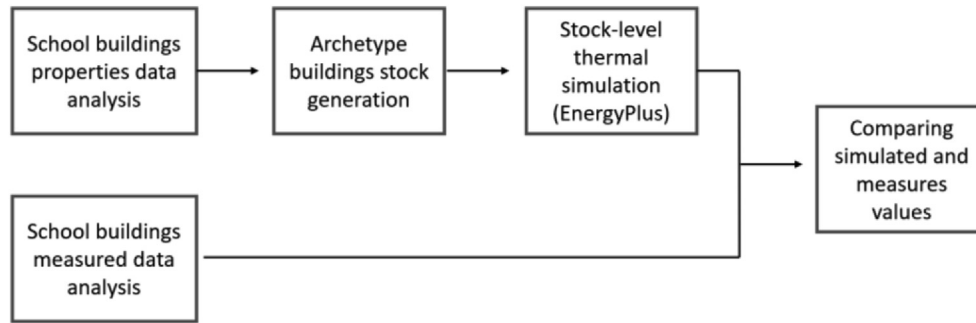 School buildings
properties data
analysis
Archetype
buildings stock
generation
Stock-level
thermal
simulation
(EnergyPlus)
Comparing
simulated and
measures
values
School buildings
measured data
analysis